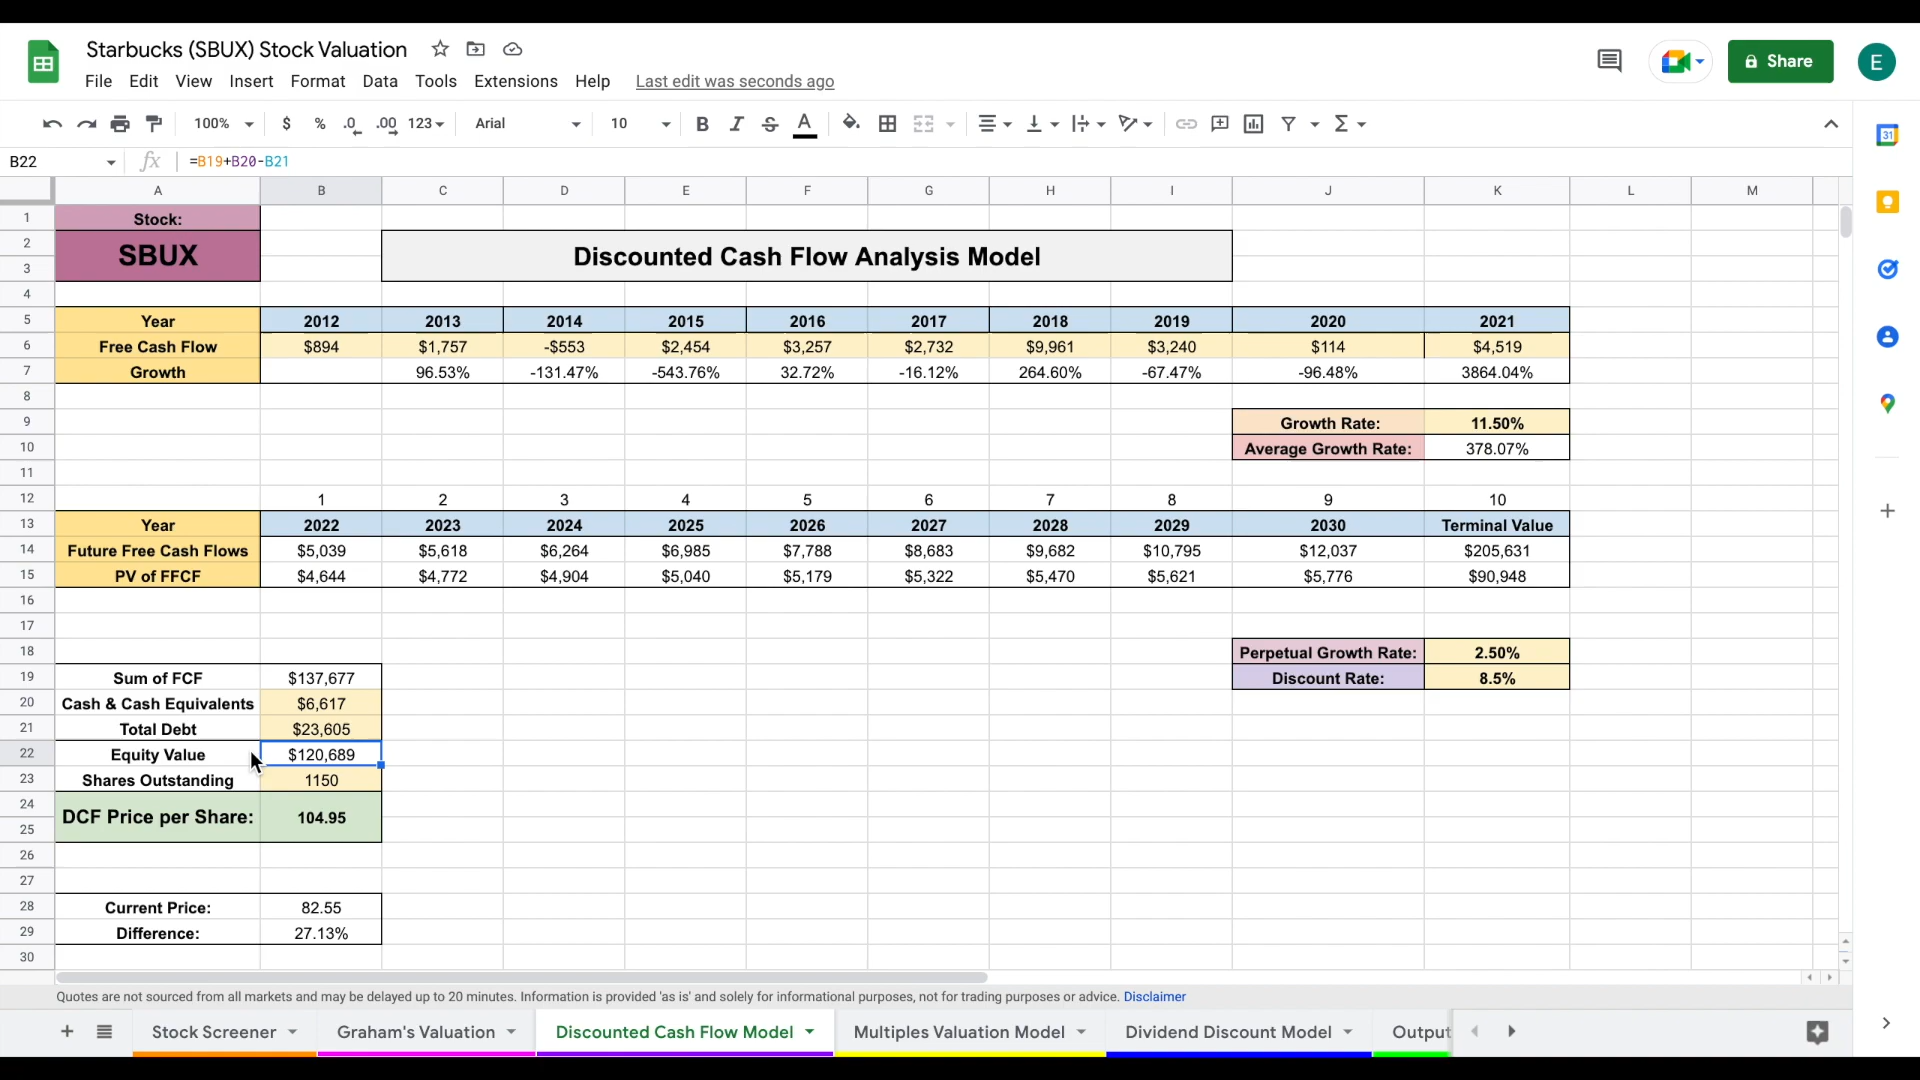 Starbucks (SBUX) Stock Valuation
File Edit View Insert Format Data Tools Extensions Help Last edit was seconds ago
Share
E
100% $ % .0 .00 123 Arial 10 B I S A
31
B22 fx =B19+B20-B21
A B C D E F G H I J K L M
1 Stock:
2 SBUX Discounted Cash Flow Analysis Model
3
4
5 Year 2012 2013 2014 2015 2016 2017 2018 2019 2020 2021
6 Free Cash Flow $894 $1,757 -$553 $2,454 $3,257 $2,732 $9,961 $3,240 $114 $4,519
7 Growth 96.53% -131.47% -543.76% 32.72% -16.12% 264.60% -67.47% -96.48% 3864.04%
8
9 Growth Rate: 11.50%
10 Average Growth Rate: 378.07%
11
12 1 2 3 4 5 6 7 8 9 10
13 Year 2022 2023 2024 2025 2026 2027 2028 2029 2030 Terminal Value
14 Future Free Cash Flows $5,039 $5,618 $6,264 $6,985 $7,788 $8,683 $9,682 $10,795 $12,037 $205,631
15 PV of FFCF $4,644 $4,772 $4,904 $5,040 $5,179 $5,322 $5,470 $5,621 $5,776 $90,948
16
17
18 Perpetual Growth Rate: 2.50%
19 Sum of FCF $137,677 Discount Rate: 8.5%
20 Cash & Cash Equivalents $6,617
21 Total Debt $23,605
22 Equity Value $120,689
23 Shares Outstanding 1150
24 DCF Price per Share: 104.95
25
26
27
28 Current Price: 82.55
29 Difference: 27.13%
30
Quotes are not sourced from all markets and may be delayed up to 20 minutes. Information is provided 'as is' and solely for informational purposes, not for trading purposes or advice. Disclaimer
Stock Screener Graham's Valuation Discounted Cash Flow Model Multiples Valuation Model Dividend Discount Model Output